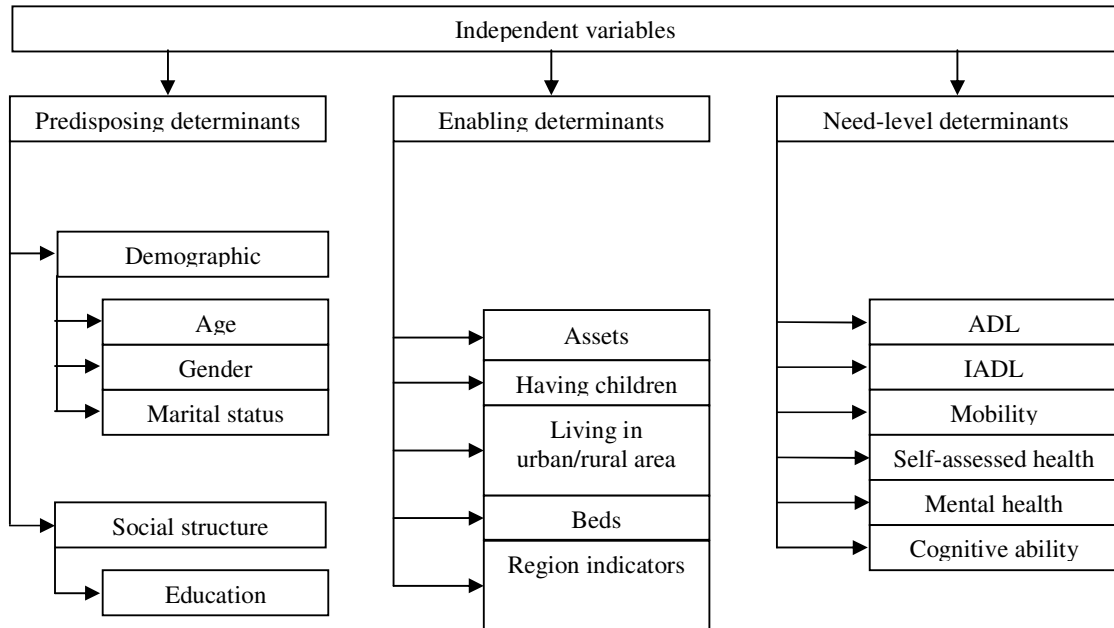 Independent variables
Predisposing determinants
Enabling determinants
Need-level determinants
Demographic
Age
Gender
Marital status
Social structure
Education
Assets
Having children
Living in
urban/rural area
Beds
Region indicators
ADL
IADL
Mobility
Self-assessed health
Mental health
Cognitive ability